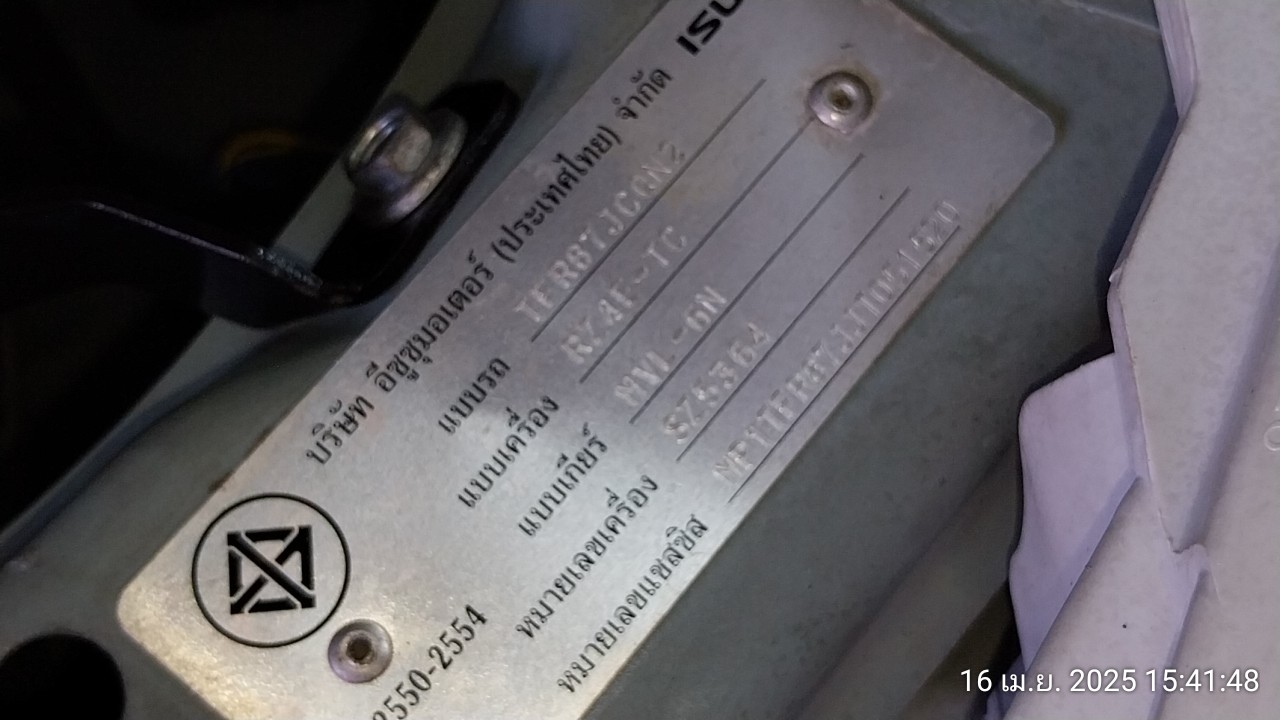 ISU
บริษัท อีซูซุมอเตอร์ (ประเทศไทย) จำกัด
แบบรถ TFR87JCGN2
แบบเครื่อง RZ4E-TC
แบบเกียร์ MVL-6N
หมายเลขเครื่อง SZ5364
หมายเลขแชสซิส
2550-2554
16 เม.ย. 2025 15:41:48